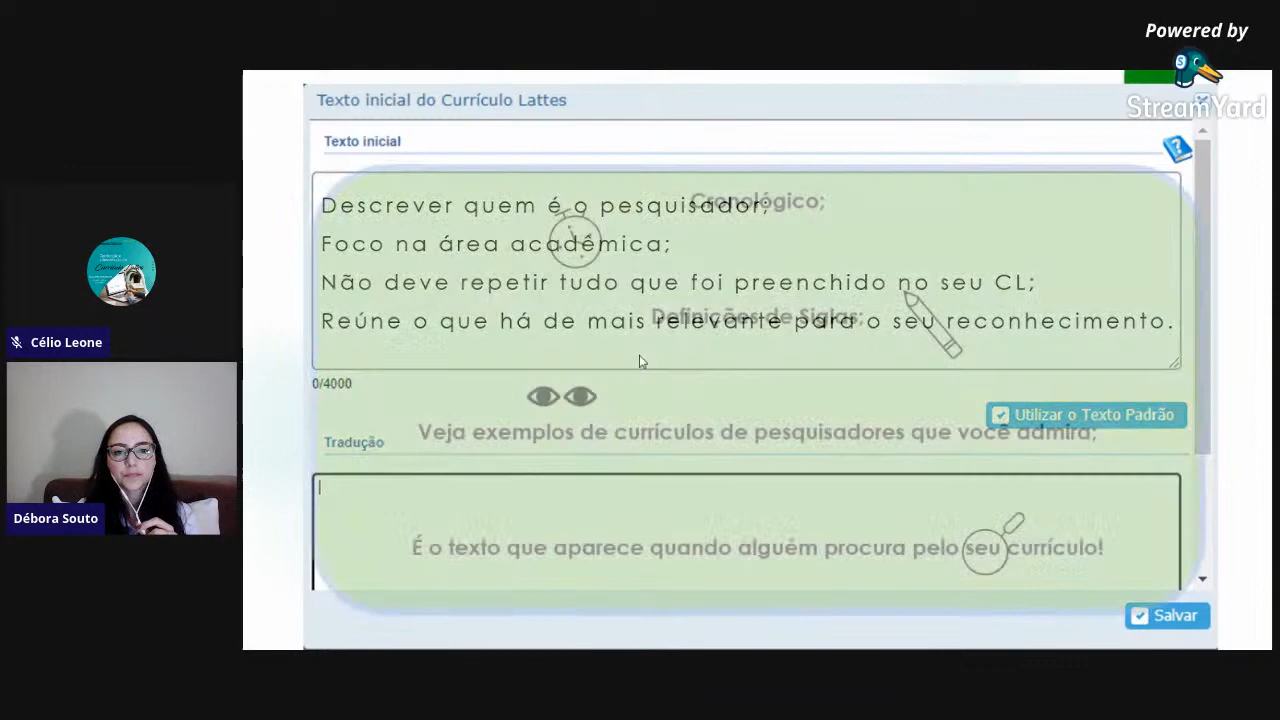 Powered by
StreamYard
Texto inicial do Currículo Lattes
Texto inicial
Cronológico;
Descrever quem é o pesquisador;
Foco na área acadêmica;
Não deve repetir tudo que foi preenchido no seu CL;
Definições de Siglas;
Reúne o que há de mais relevante para o seu reconhecimento.
0/4000
Utilizar o Texto Padrão
Veja exemplos de currículos de pesquisadores que você admira;
Tradução
É o texto que aparece quando alguém procura pelo seu currículo!
Salvar
Célio Leone
Débora Souto